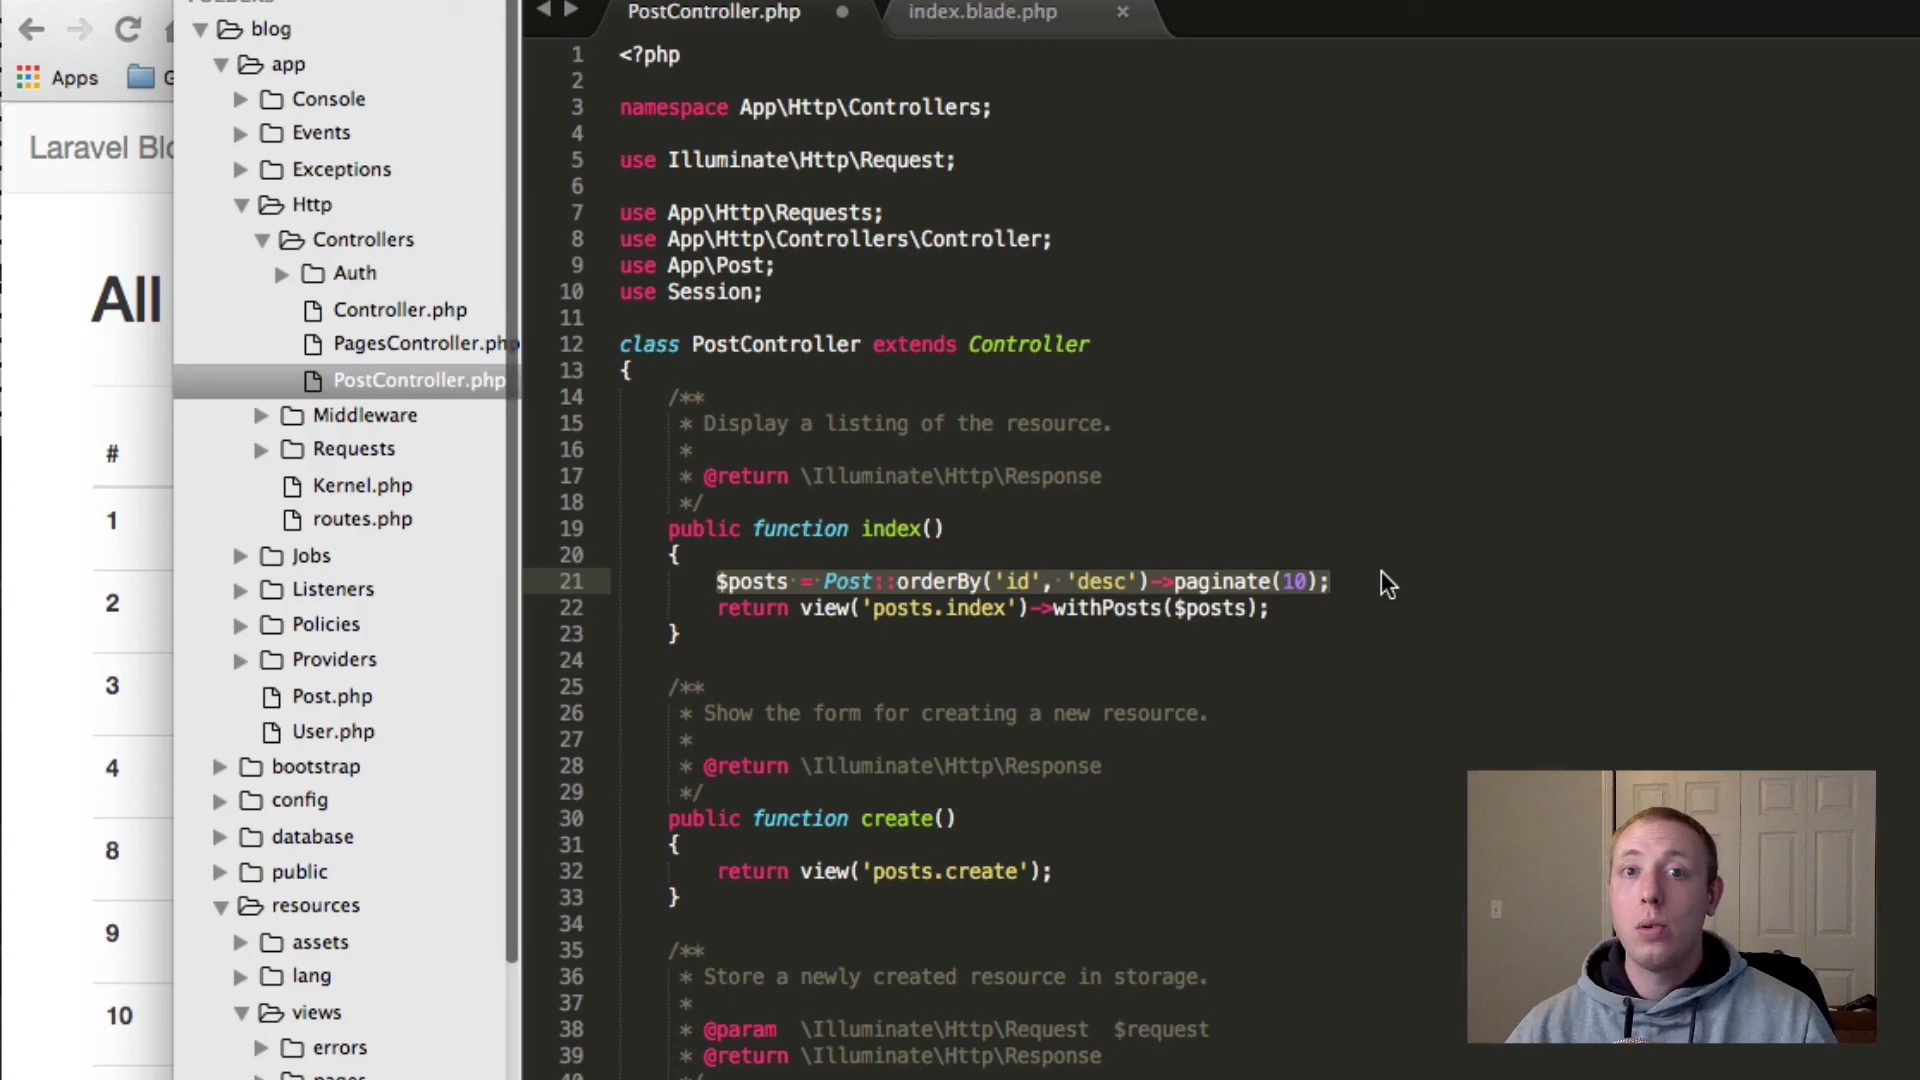 Apps
Laravel Blo
All
#
1
2
3
4
8
9
10
blog
app
Console
Events
Exceptions
Http
Controllers
Auth
Controller.php
PagesController.php
PostController.php
Middleware
Requests
Kernel.php
routes.php
Jobs
Listeners
Policies
Providers
Post.php
User.php
bootstrap
config
database
public
resources
assets
lang
views
errors
PostController.php
index.blade.php
1 <?php
2
3 namespace App\Http\Controllers;
4
5 use Illuminate\Http\Request;
6
7 use App\Http\Requests;
8 use App\Http\Controllers\Controller;
9 use App\Post;
10 use Session;
11
12 class PostController extends Controller
13 {
14 /**
15 * Display a listing of the resource.
16 *
17 * @return \Illuminate\Http\Response
18 */
19 public function index()
20 {
21 $posts = Post::orderBy('id', 'desc')->paginate(10);
22 return view('posts.index')->withPosts($posts);
23 }
24
25 /**
26 * Show the form for creating a new resource.
27 *
28 * @return \Illuminate\Http\Response
29 */
30 public function create()
31 {
32 return view('posts.create');
33 }
34
35 /**
36 * Store a newly created resource in storage.
37 *
38 * @param \Illuminate\Http\Request $request
39 * @return \Illuminate\Http\Response